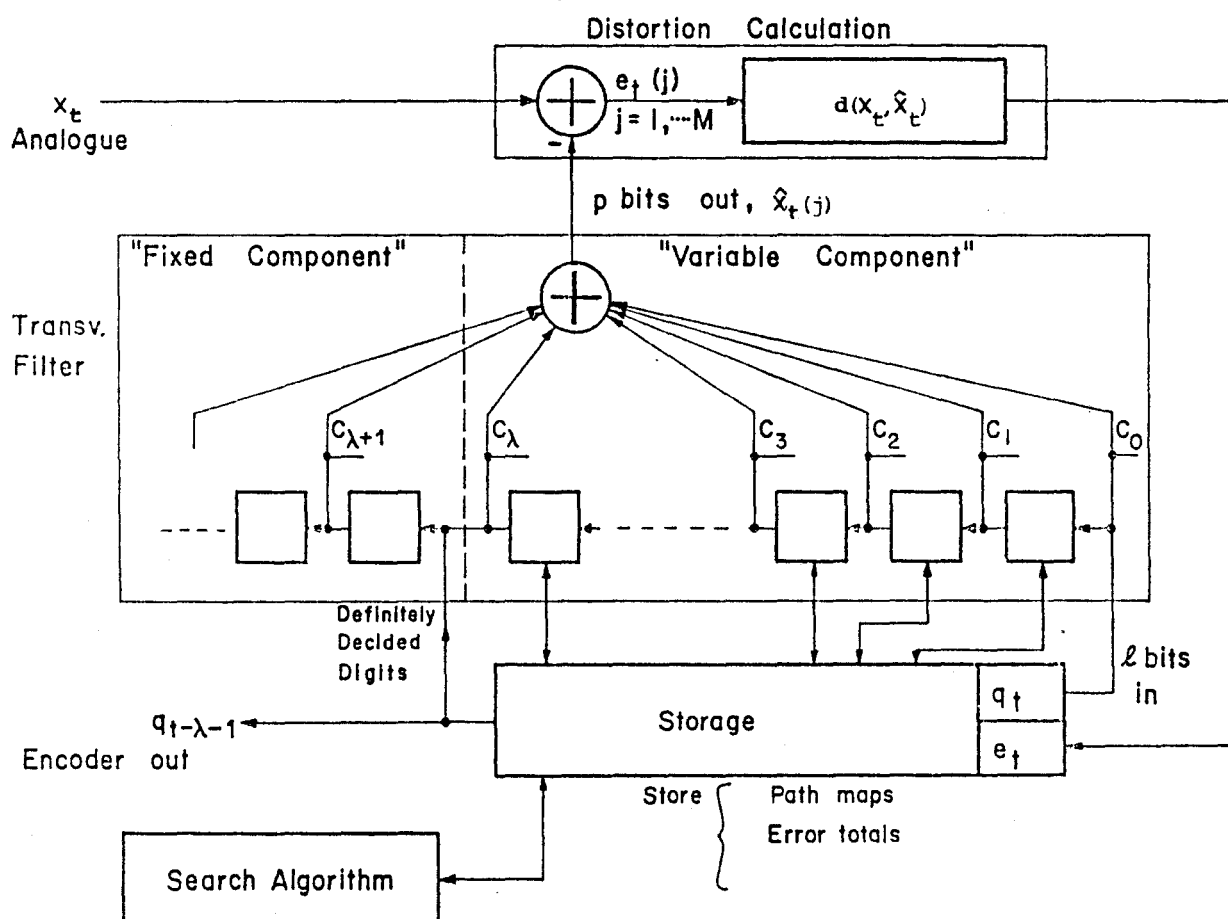 Distortion Calculation
x_t
Analogue
e_t (j)
j = 1, ···· M
d(x_t, x̂_t)
-
p bits out, x̂_t(j)
"Fixed Component"
"Variable Component"
Transv.
Filter
C_λ+1
C_λ
C_3
C_2
C_1
C_0
Definitely
Decided
Digits
ℓ bits
in
q_t-λ-1
Encoder out
Storage
q_t
e_t
Store
Path maps
Error totals
Search Algorithm